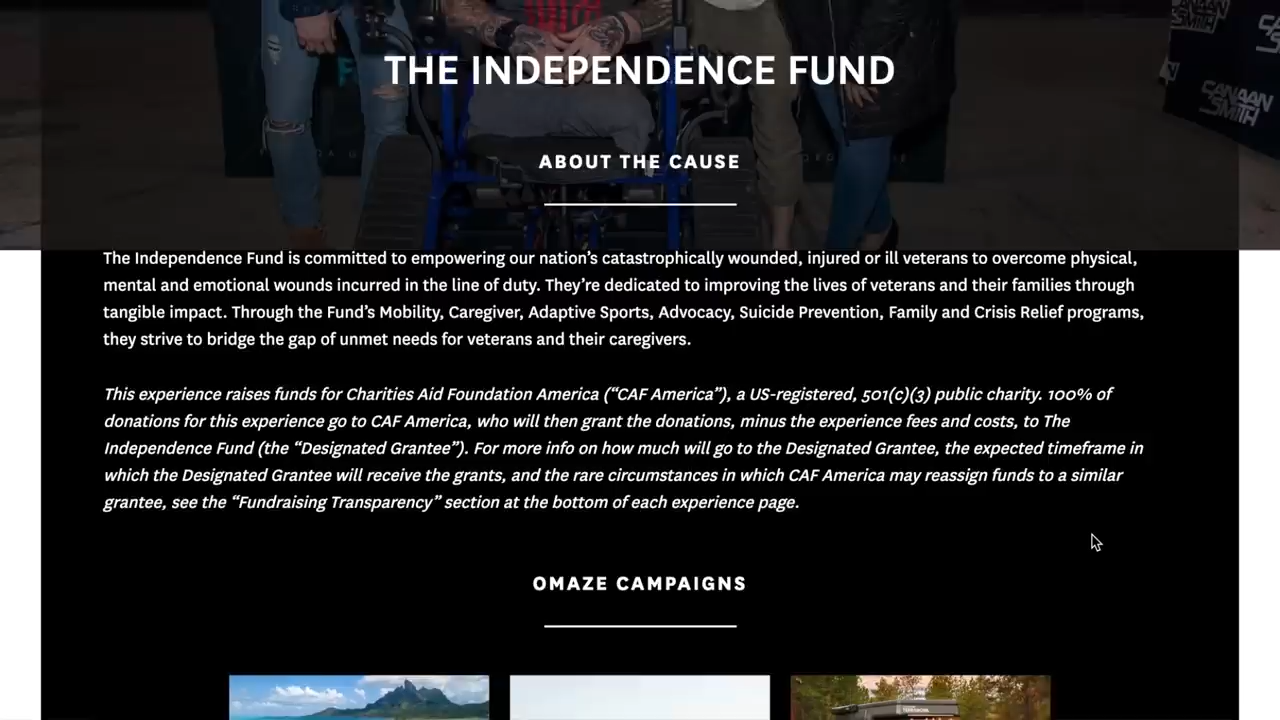 THE INDEPENDENCE FUND
CANAAN
SMITH
CANAAN
SMITH
ABOUT THE CAUSE
The Independence Fund is committed to empowering our nation’s catastrophically wounded, injured or ill veterans to overcome physical,
mental and emotional wounds incurred in the line of duty. They’re dedicated to improving the lives of veterans and their families through
tangible impact. Through the Fund’s Mobility, Caregiver, Adaptive Sports, Advocacy, Suicide Prevention, Family and Crisis Relief programs,
they strive to bridge the gap of unmet needs for veterans and their caregivers.
This experience raises funds for Charities Aid Foundation America (“CAF America”), a US-registered, 501(c)(3) public charity. 100% of
donations for this experience go to CAF America, who will then grant the donations, minus the experience fees and costs, to The
Independence Fund (the “Designated Grantee”). For more info on how much will go to the Designated Grantee, the expected timeframe in
which the Designated Grantee will receive the grants, and the rare circumstances in which CAF America may reassign funds to a similar
grantee, see the “Fundraising Transparency” section at the bottom of each experience page.
OMAZE CAMPAIGNS